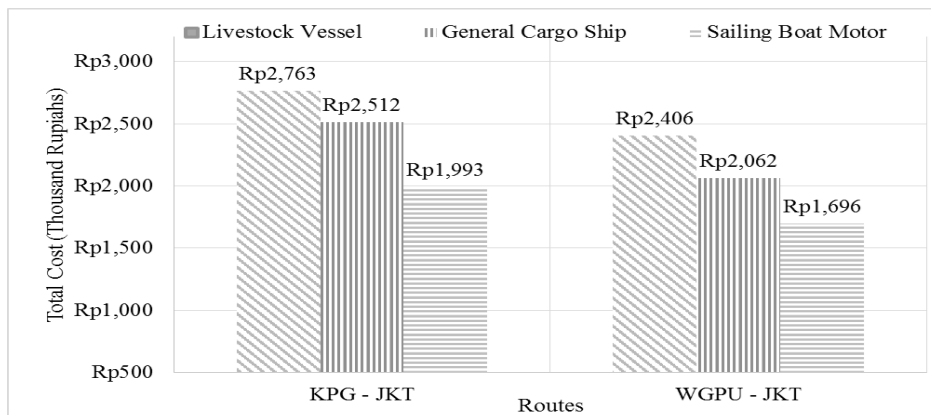 Livestock Vessel General Cargo Ship Sailing Boat Motor
Total Cost (Thousand Rupiahs)
Rp3,000
Rp2,500
Rp2,000
Rp1,500
Rp1,000
Rp500
Rp2,763
Rp2,512
Rp1,993
Rp2,406
Rp2,062
Rp1,696
KPG - JKT WGPU - JKT
Routes